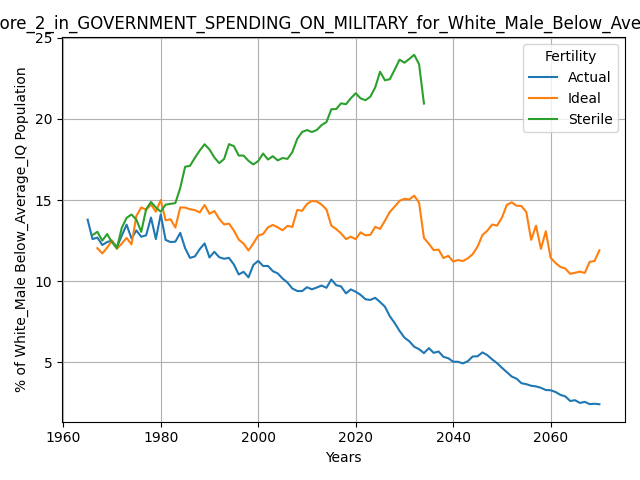 ore_2_in_GOVERNMENT_SPENDING_ON_MILITARY_for_White_Male_Below_Ave
25
20
15
10
5
% of White_Male Below_Average_IQ Population
Fertility
Actual
Ideal
Sterile
1960
1980
2000
2020
2040
2060
Years